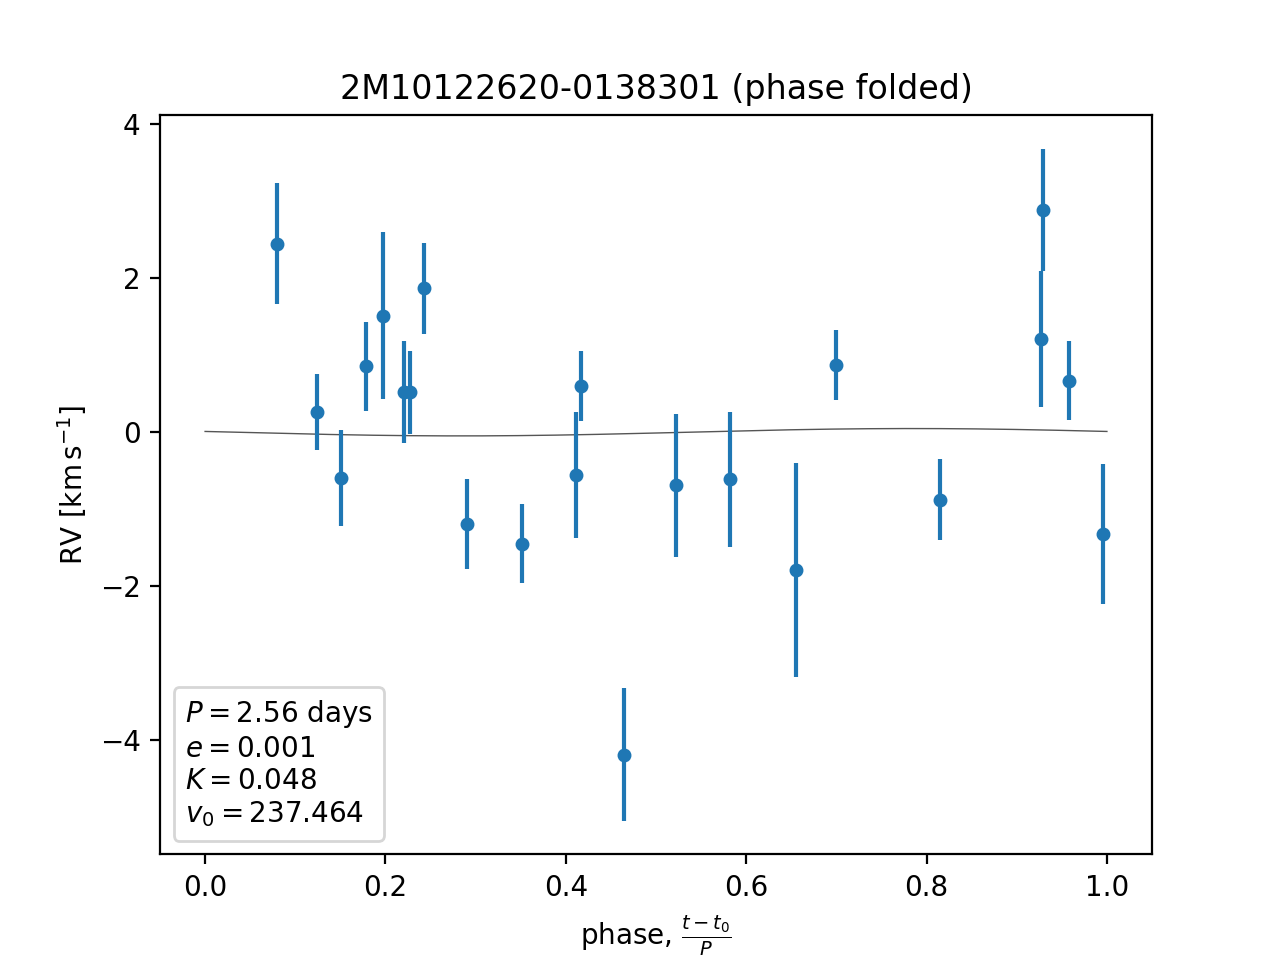 2M10122620-0138301 (phase folded)
4
2
0
−2
−4
RV [km s⁻¹]
P = 2.56 days
e = 0.001
K = 0.048
v₀ = 237.464
0.0 0.2 0.4 0.6 0.8 1.0
phase, (t − t₀)/P